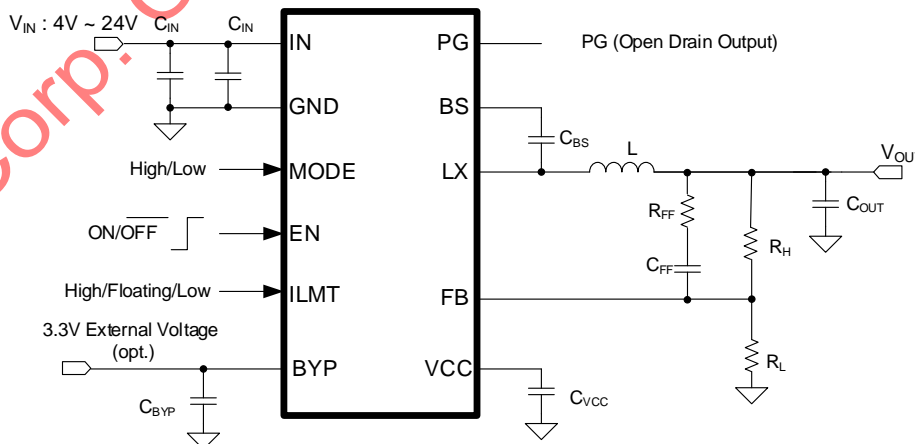 V_IN : 4V ~ 24V
C_IN
C_IN
IN
PG
PG (Open Drain Output)
GND
BS
C_BS
High/Low
MODE
LX
L
V_OU
ON/OFF
EN
R_FF
C_OUT
R_H
C_FF
High/Floating/Low
ILMT
FB
3.3V External Voltage
(opt.)
BYP
VCC
R_L
C_BYP
C_VCC
corp.